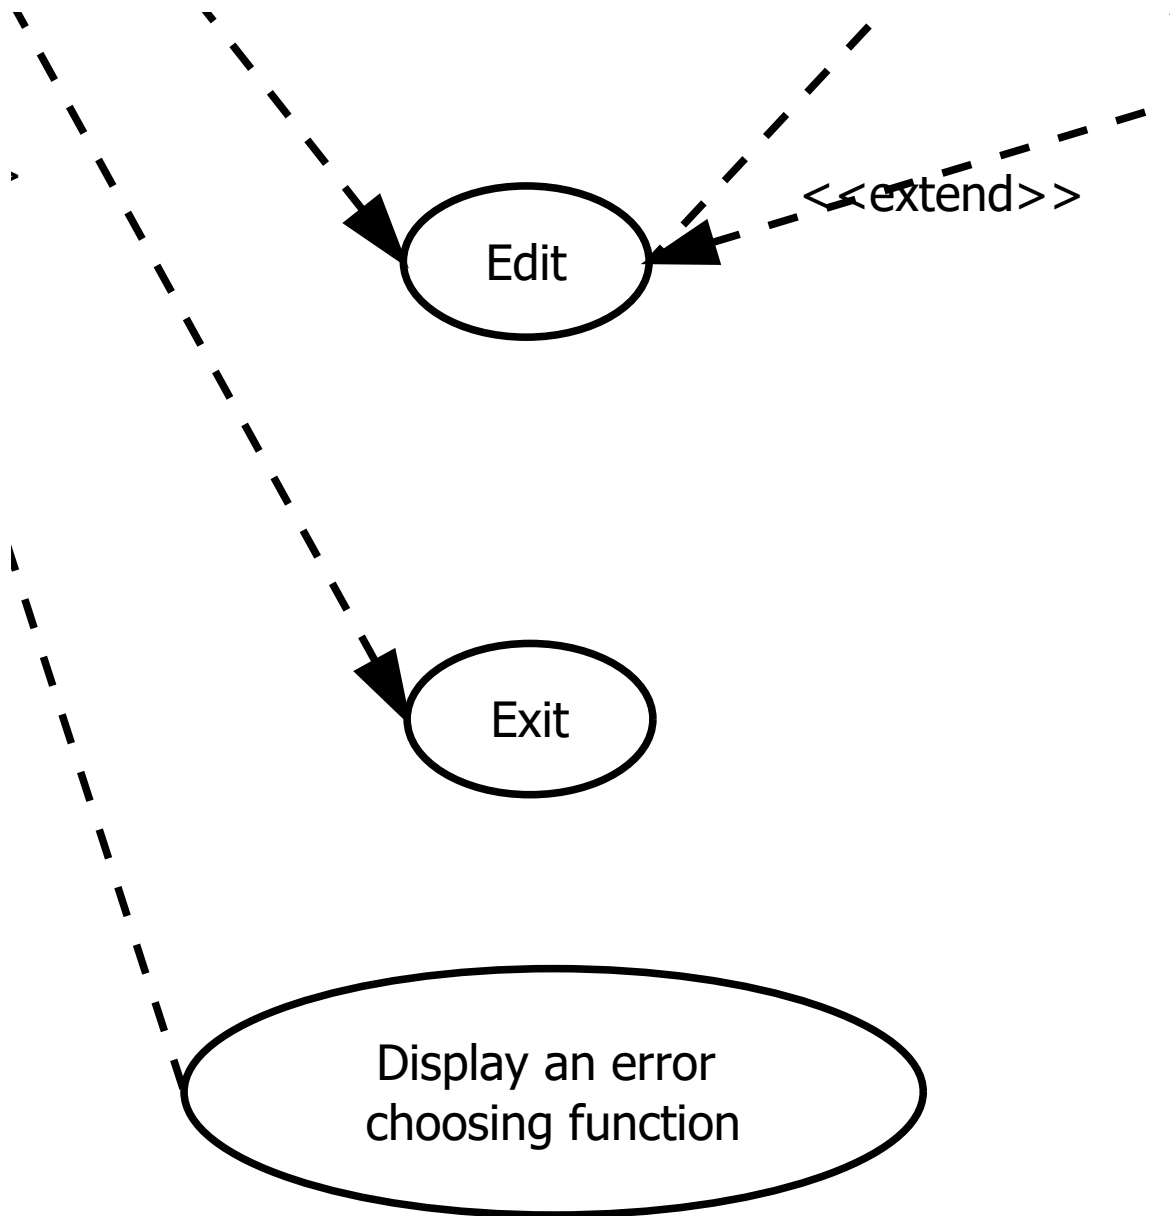 <<extend>>
Edit
Exit
Display an error
choosing function